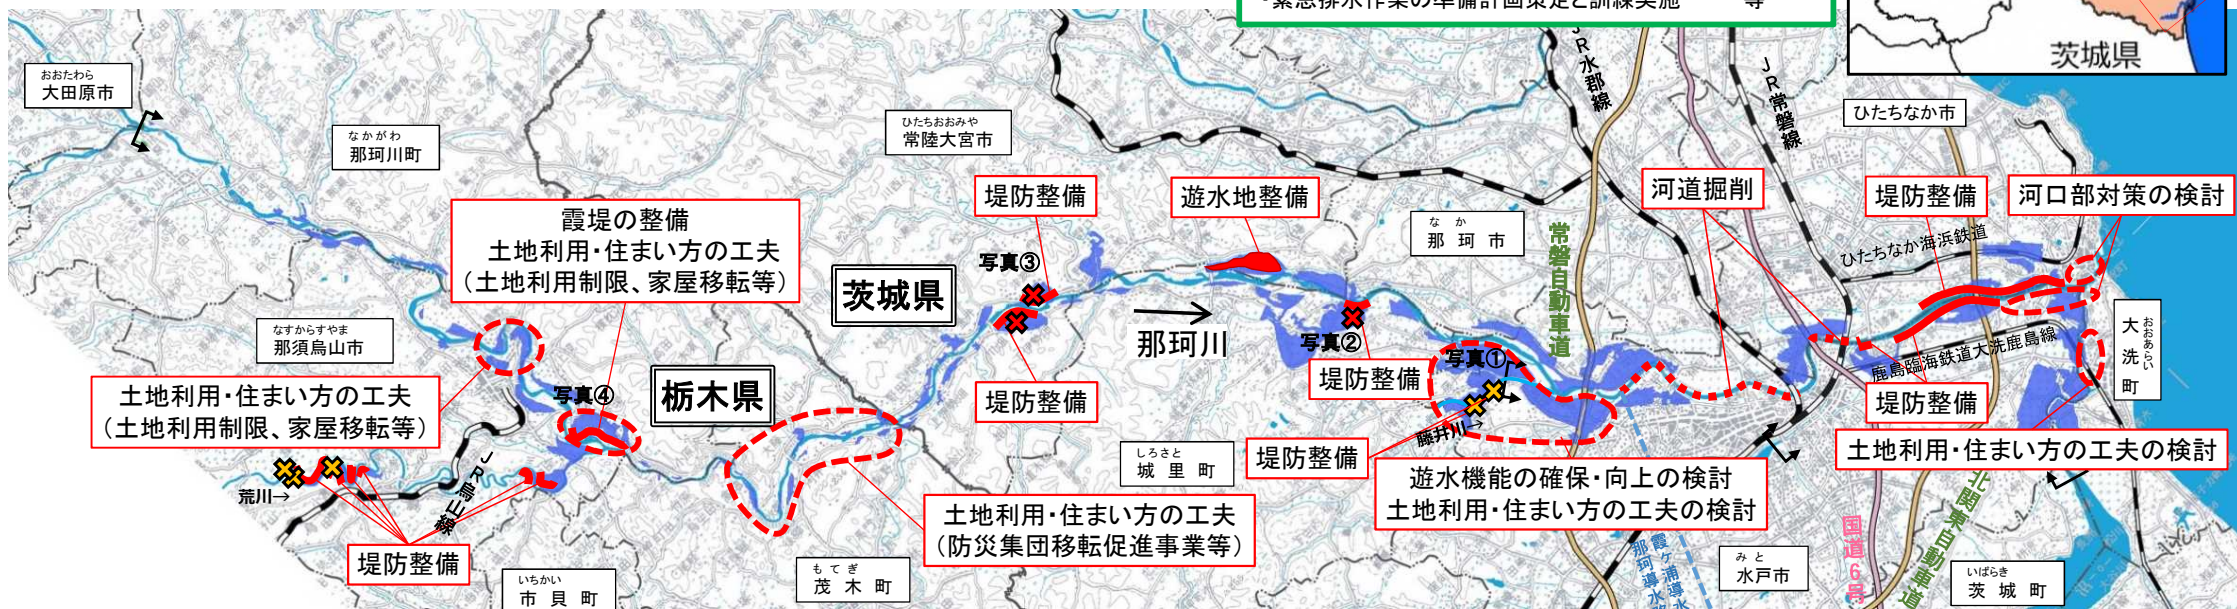 ・緊急排水作業の準備計画策定と訓練実施　等
茨城県
おおたわら
大田原市
なかがわ
那珂川町
ひたちおおみや
常陸大宮市
JR水郡線
JR常磐線
ひたちなか市
霞堤の整備
土地利用・住まい方の工夫
(土地利用制限、家屋移転等)
堤防整備
遊水地整備
なか
那珂市
常磐自動車道
河道掘削
堤防整備
河口部対策の検討
ひたちなか海浜鉄道
写真③
茨城県
那珂川
なすからすやま
那須烏山市
土地利用・住まい方の工夫
(土地利用制限、家屋移転等)
写真④
栃木県
堤防整備
写真②
堤防整備
写真①
藤井川→
鹿島臨海鉄道大洗鹿島線
おおあらい
大洗町
堤防整備
土地利用・住まい方の工夫の検討
荒川→
JR烏山線
堤防整備
しろさと
城里町
堤防整備
遊水機能の確保・向上の検討
土地利用・住まい方の工夫の検討
土地利用・住まい方の工夫
(防災集団移転促進事業等)
いちかい
市貝町
もてぎ
茂木町
霞ヶ浦導水
那珂導水路
みと
水戸市
国道6号
北関東自動車道
いばらき
茨城町